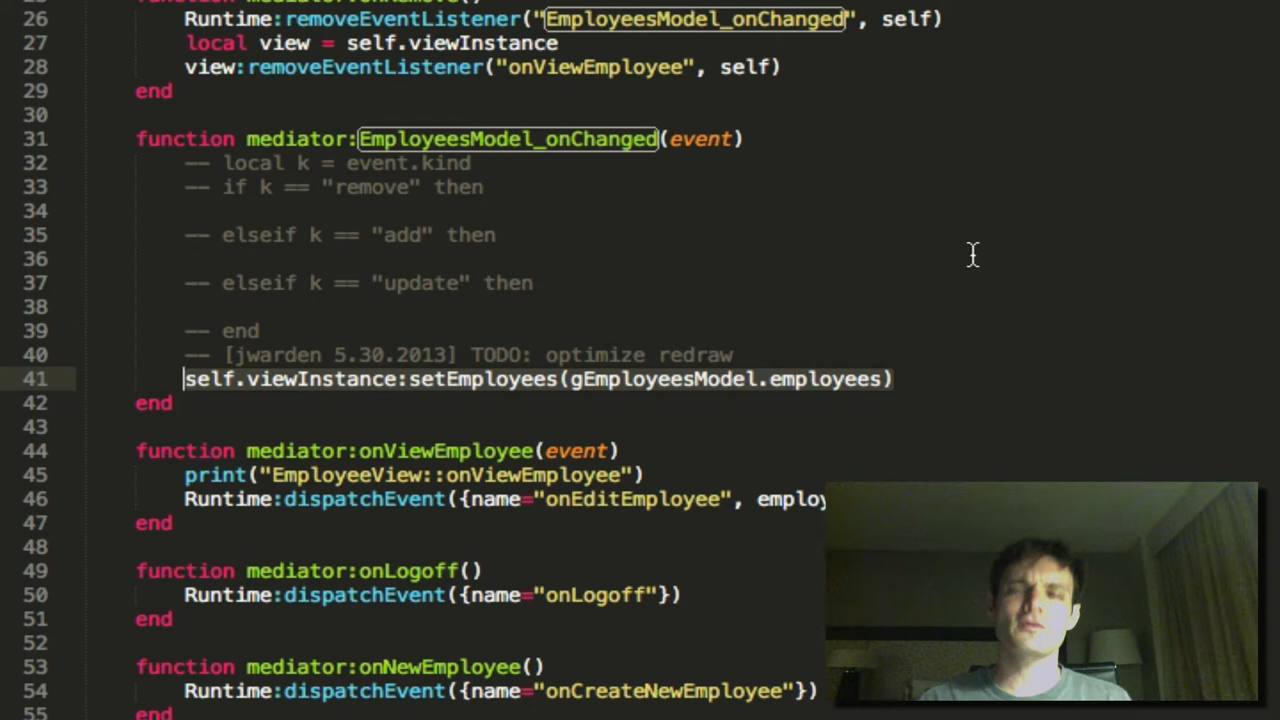 26 Runtime:removeEventListener("EmployeesModel_onChanged", self)
27 local view = self.viewInstance
28 view:removeEventListener("onViewEmployee", self)
29 end
30
31 function mediator:EmployeesModel_onChanged(event)
32 -- local k = event.kind
33 -- if k == "remove" then
34
35 -- elseif k == "add" then
36
37 -- elseif k == "update" then
38
39 -- end
40 -- [jwarden 5.30.2013] TODO: optimize redraw
41 self.viewInstance:setEmployees(gEmployeesModel.employees)
42 end
43
44 function mediator:onViewEmployee(event)
45 print("EmployeeView::onViewEmployee")
46 Runtime:dispatchEvent({name="onEditEmployee", employ
47 end
48
49 function mediator:onLogoff()
50 Runtime:dispatchEvent({name="onLogoff"})
51 end
52
53 function mediator:onNewEmployee()
54 Runtime:dispatchEvent({name="onCreateNewEmployee"})
55 end